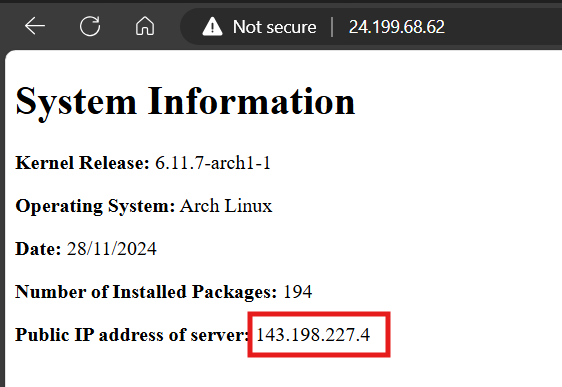 Not secure | 24.199.68.62
System Information
Kernel Release: 6.11.7-arch1-1
Operating System: Arch Linux
Date: 28/11/2024
Number of Installed Packages: 194
Public IP address of server: 143.198.227.4